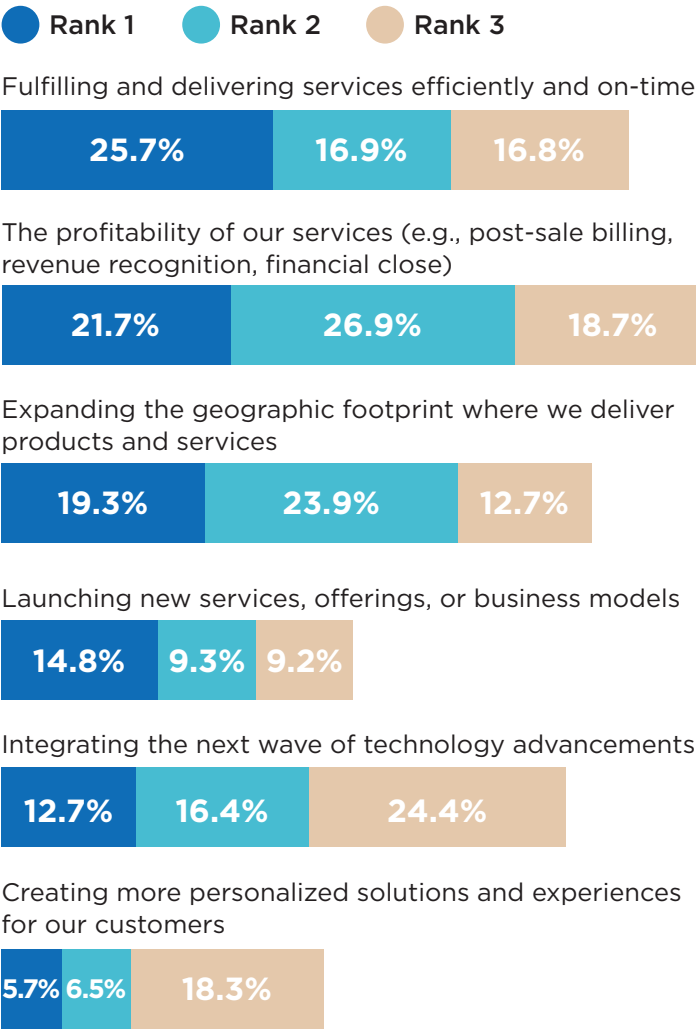 Rank 1 Rank 2 Rank 3
Fulfilling and delivering services efficiently and on-time
25.7% 16.9% 16.8%
The profitability of our services (e.g., post-sale billing,
revenue recognition, financial close)
21.7% 26.9% 18.7%
Expanding the geographic footprint where we deliver
products and services
19.3% 23.9% 12.7%
Launching new services, offerings, or business models
14.8% 9.3% 9.2%
Integrating the next wave of technology advancements
12.7% 16.4% 24.4%
Creating more personalized solutions and experiences
for our customers
5.7% 6.5% 18.3%